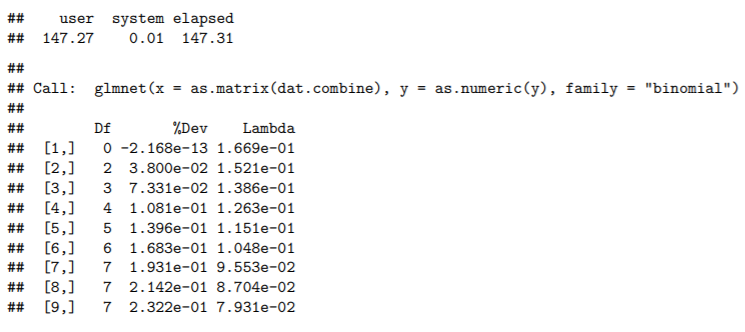 ##    user  system elapsed
##  147.27    0.01  147.31
##
## Call:  glmnet(x = as.matrix(dat.combine), y = as.numeric(y), family = "binomial")
##
##       Df       %Dev    Lambda
##  [1,]  0 -2.168e-13 1.669e-01
##  [2,]  2  3.800e-02 1.521e-01
##  [3,]  3  7.331e-02 1.386e-01
##  [4,]  4  1.081e-01 1.263e-01
##  [5,]  5  1.396e-01 1.151e-01
##  [6,]  6  1.683e-01 1.048e-01
##  [7,]  7  1.931e-01 9.553e-02
##  [8,]  7  2.142e-01 8.704e-02
##  [9,]  7  2.322e-01 7.931e-02